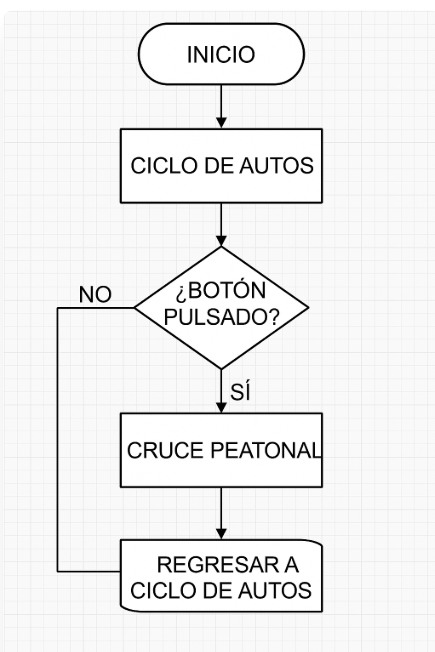 INICIO
CICLO DE AUTOS
¿BOTÓN
PULSADO?
NO
SÍ
CRUCE PEATONAL
REGRESAR A
CICLO DE AUTOS